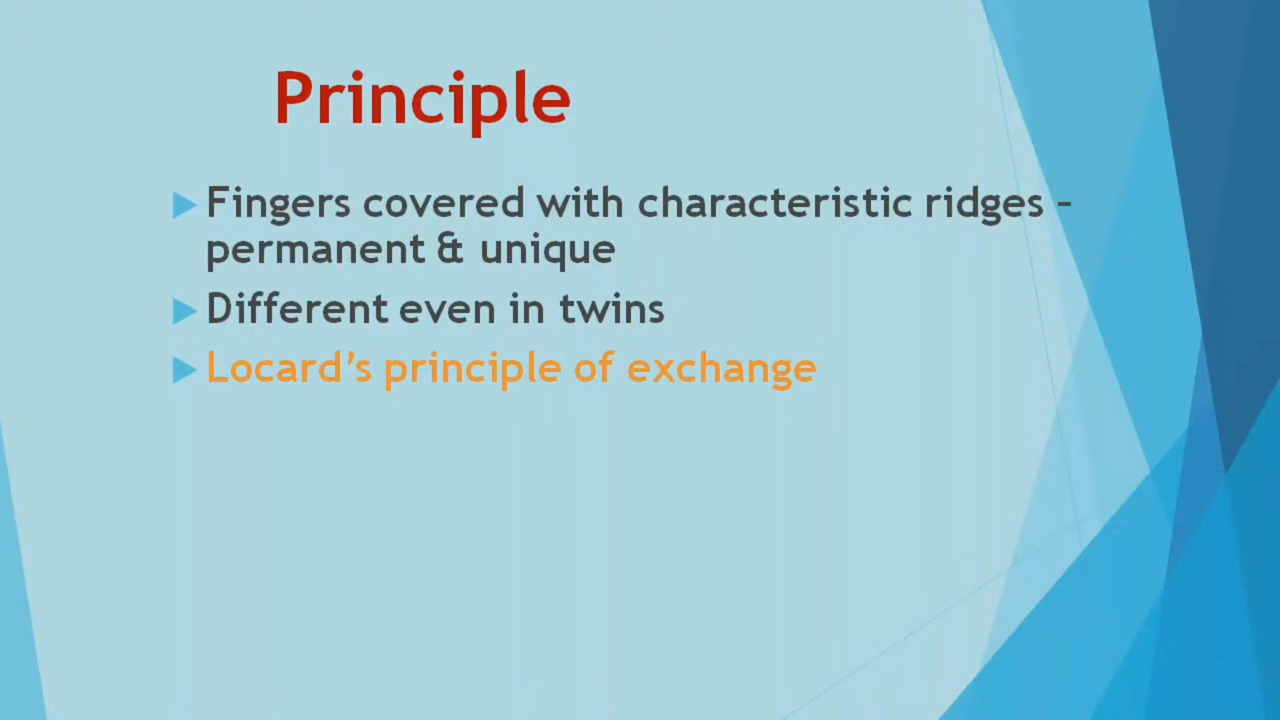 Principle
Fingers covered with characteristic ridges –
permanent & unique
Different even in twins
Locard’s principle of exchange